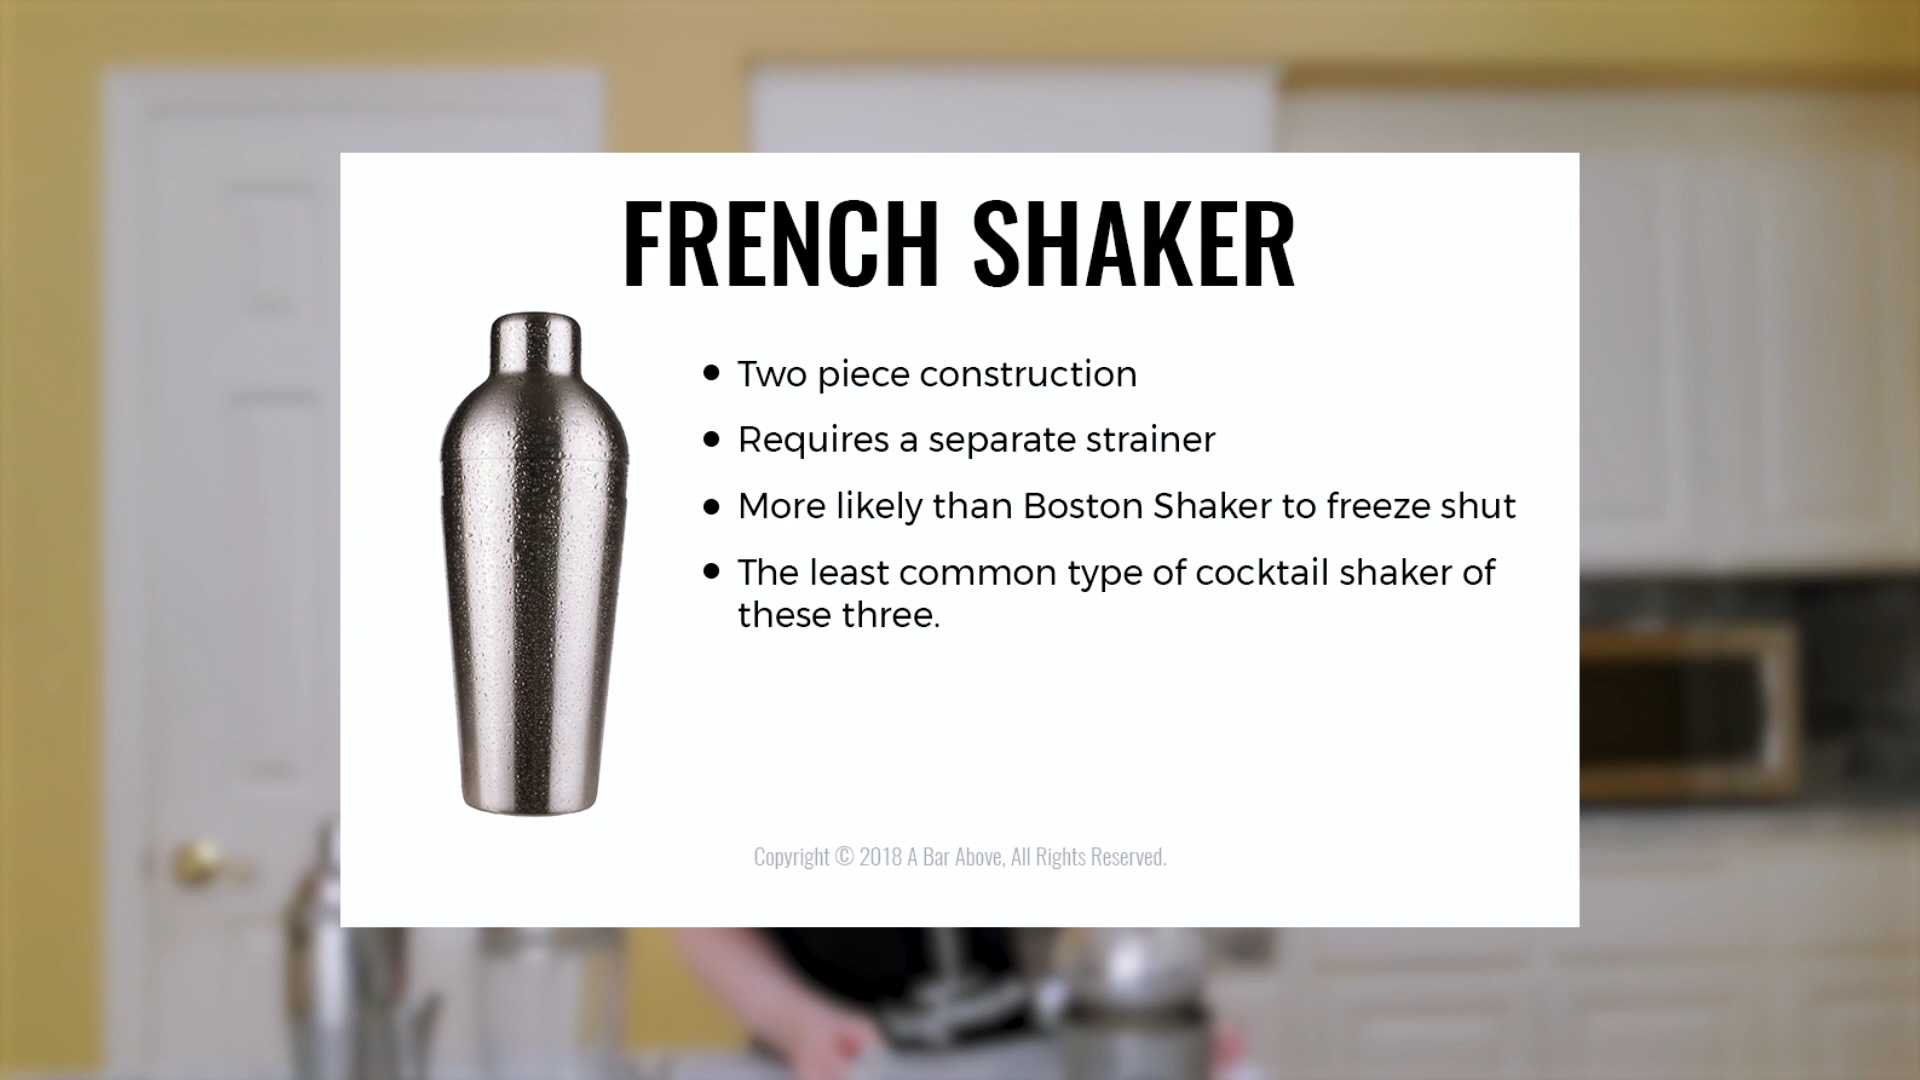 FRENCH SHAKER
• Two piece construction
• Requires a separate strainer
• More likely than Boston Shaker to freeze shut
• The least common type of cocktail shaker of
these three.
Copyright © 2018 A Bar Above, All Rights Reserved.